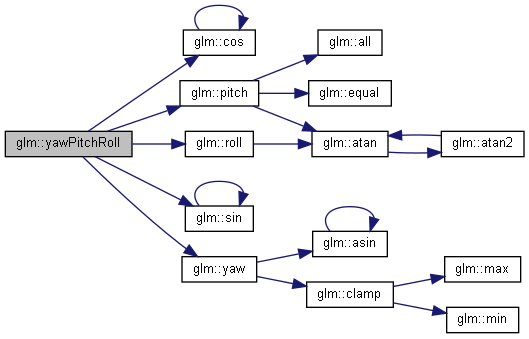 glm::cos
glm::all
glm::pitch
glm::equal
glm::yawPitchRoll
glm::roll
glm::atan
glm::atan2
glm::sin
glm::asin
glm::yaw
glm::max
glm::clamp
glm::min